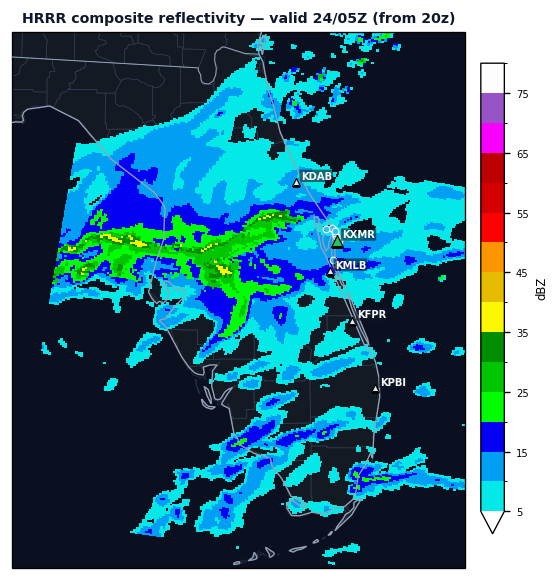 HRRR composite reflectivity — valid 24/05Z (from 20z)
KDAB
KXMR
KMLB
KFPR
KPBI
75
65
55
45
35
25
15
5
dBZ